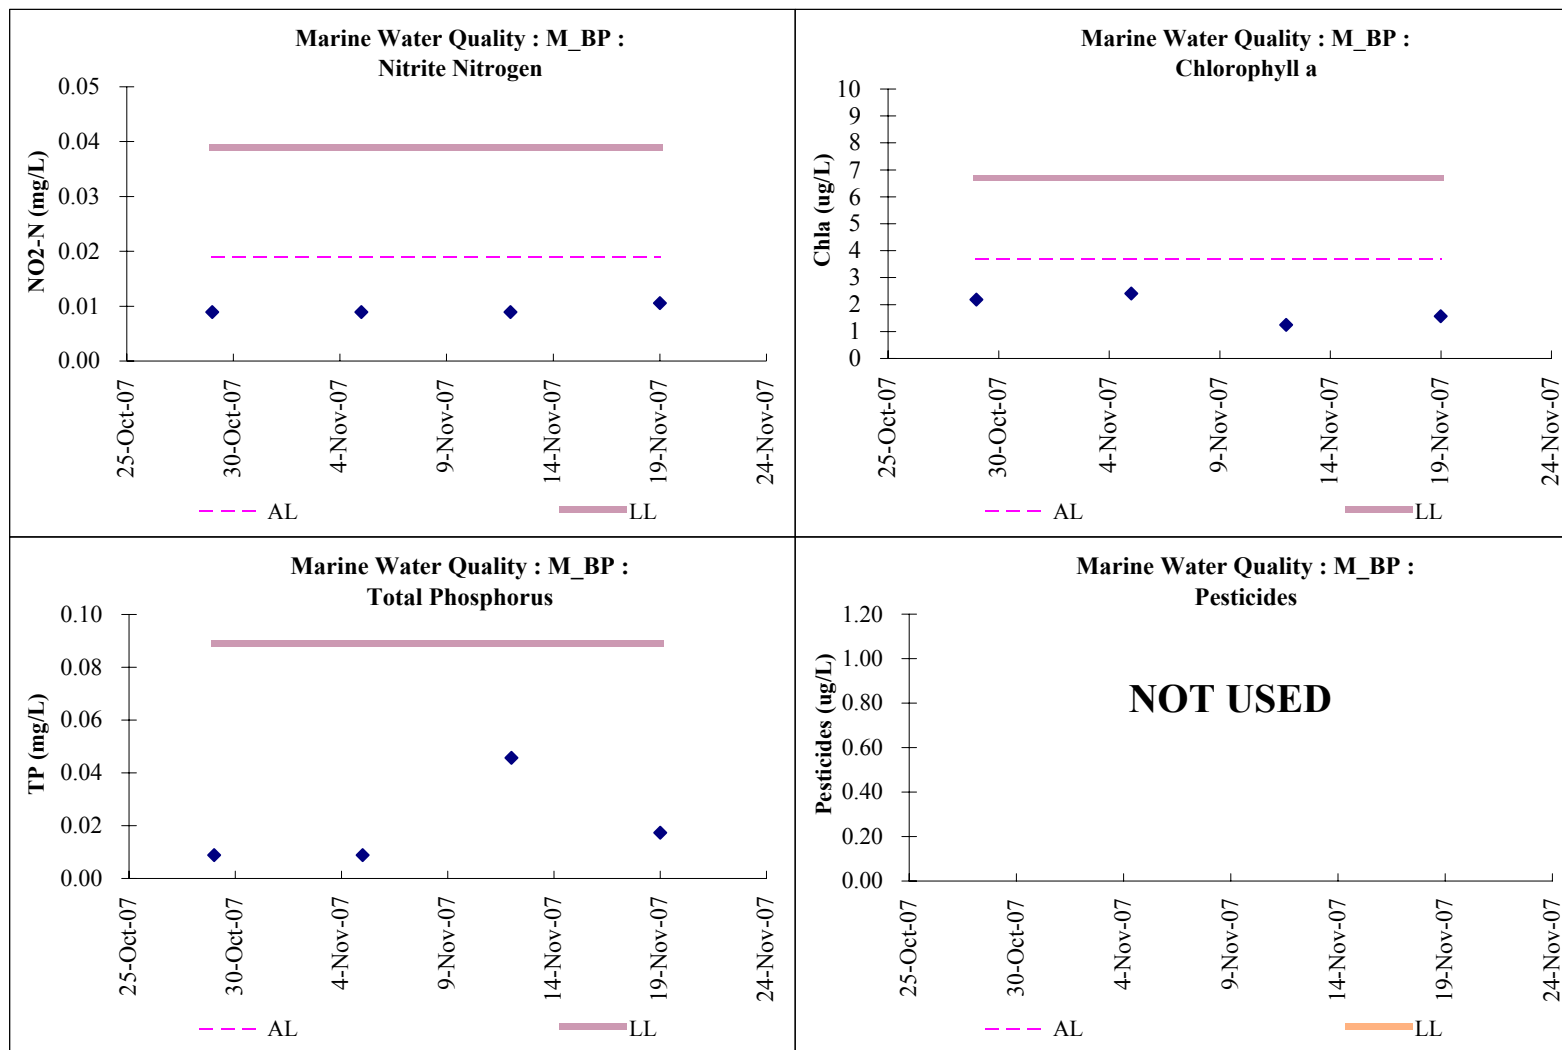 Marine Water Quality : M_BP :
Nitrite Nitrogen
NO2-N (mg/L)
0.05
0.04
0.03
0.02
0.01
0.00
25-Oct-07
30-Oct-07
4-Nov-07
9-Nov-07
14-Nov-07
19-Nov-07
24-Nov-07
AL LL
Marine Water Quality : M_BP :
Chlorophyll a
Chla (ug/L)
10
9
8
7
6
5
4
3
2
1
0
25-Oct-07
30-Oct-07
4-Nov-07
9-Nov-07
14-Nov-07
19-Nov-07
24-Nov-07
AL LL
Marine Water Quality : M_BP :
Total Phosphorus
TP (mg/L)
0.10
0.08
0.06
0.04
0.02
0.00
25-Oct-07
30-Oct-07
4-Nov-07
9-Nov-07
14-Nov-07
19-Nov-07
24-Nov-07
AL LL
Marine Water Quality : M_BP :
Pesticides
Pesticides (ug/L)
1.20
1.00
0.80
0.60
0.40
0.20
0.00
NOT USED
25-Oct-07
30-Oct-07
4-Nov-07
9-Nov-07
14-Nov-07
19-Nov-07
24-Nov-07
AL LL